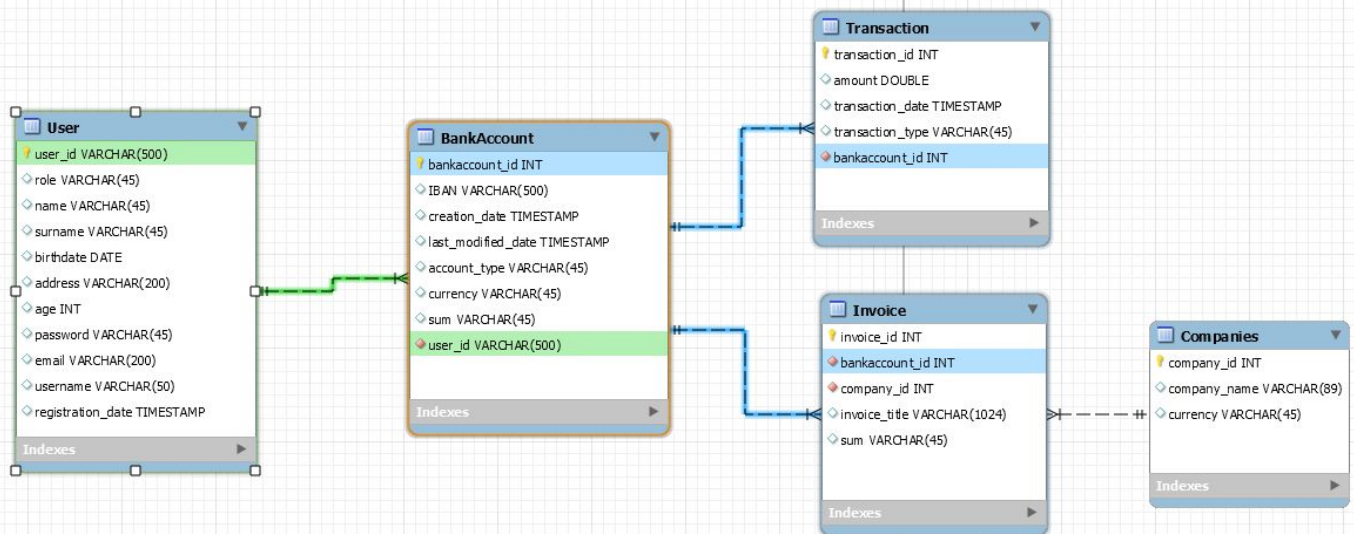 User
user_id VARCHAR(500)
role VARCHAR(45)
name VARCHAR(45)
surname VARCHAR(45)
birthdate DATE
address VARCHAR(200)
age INT
password VARCHAR(45)
email VARCHAR(200)
username VARCHAR(50)
registration_date TIMESTAMP
Indexes
BankAccount
bankaccount_id INT
IBAN VARCHAR(500)
creation_date TIMESTAMP
last_modified_date TIMESTAMP
account_type VARCHAR(45)
currency VARCHAR(45)
sum VARCHAR(45)
user_id VARCHAR(500)
Indexes
Transaction
transaction_id INT
amount DOUBLE
transaction_date TIMESTAMP
transaction_type VARCHAR(45)
bankaccount_id INT
Indexes
Invoice
invoice_id INT
bankaccount_id INT
company_id INT
invoice_title VARCHAR(1024)
sum VARCHAR(45)
Indexes
Companies
company_id INT
company_name VARCHAR(89)
currency VARCHAR(45)
Indexes